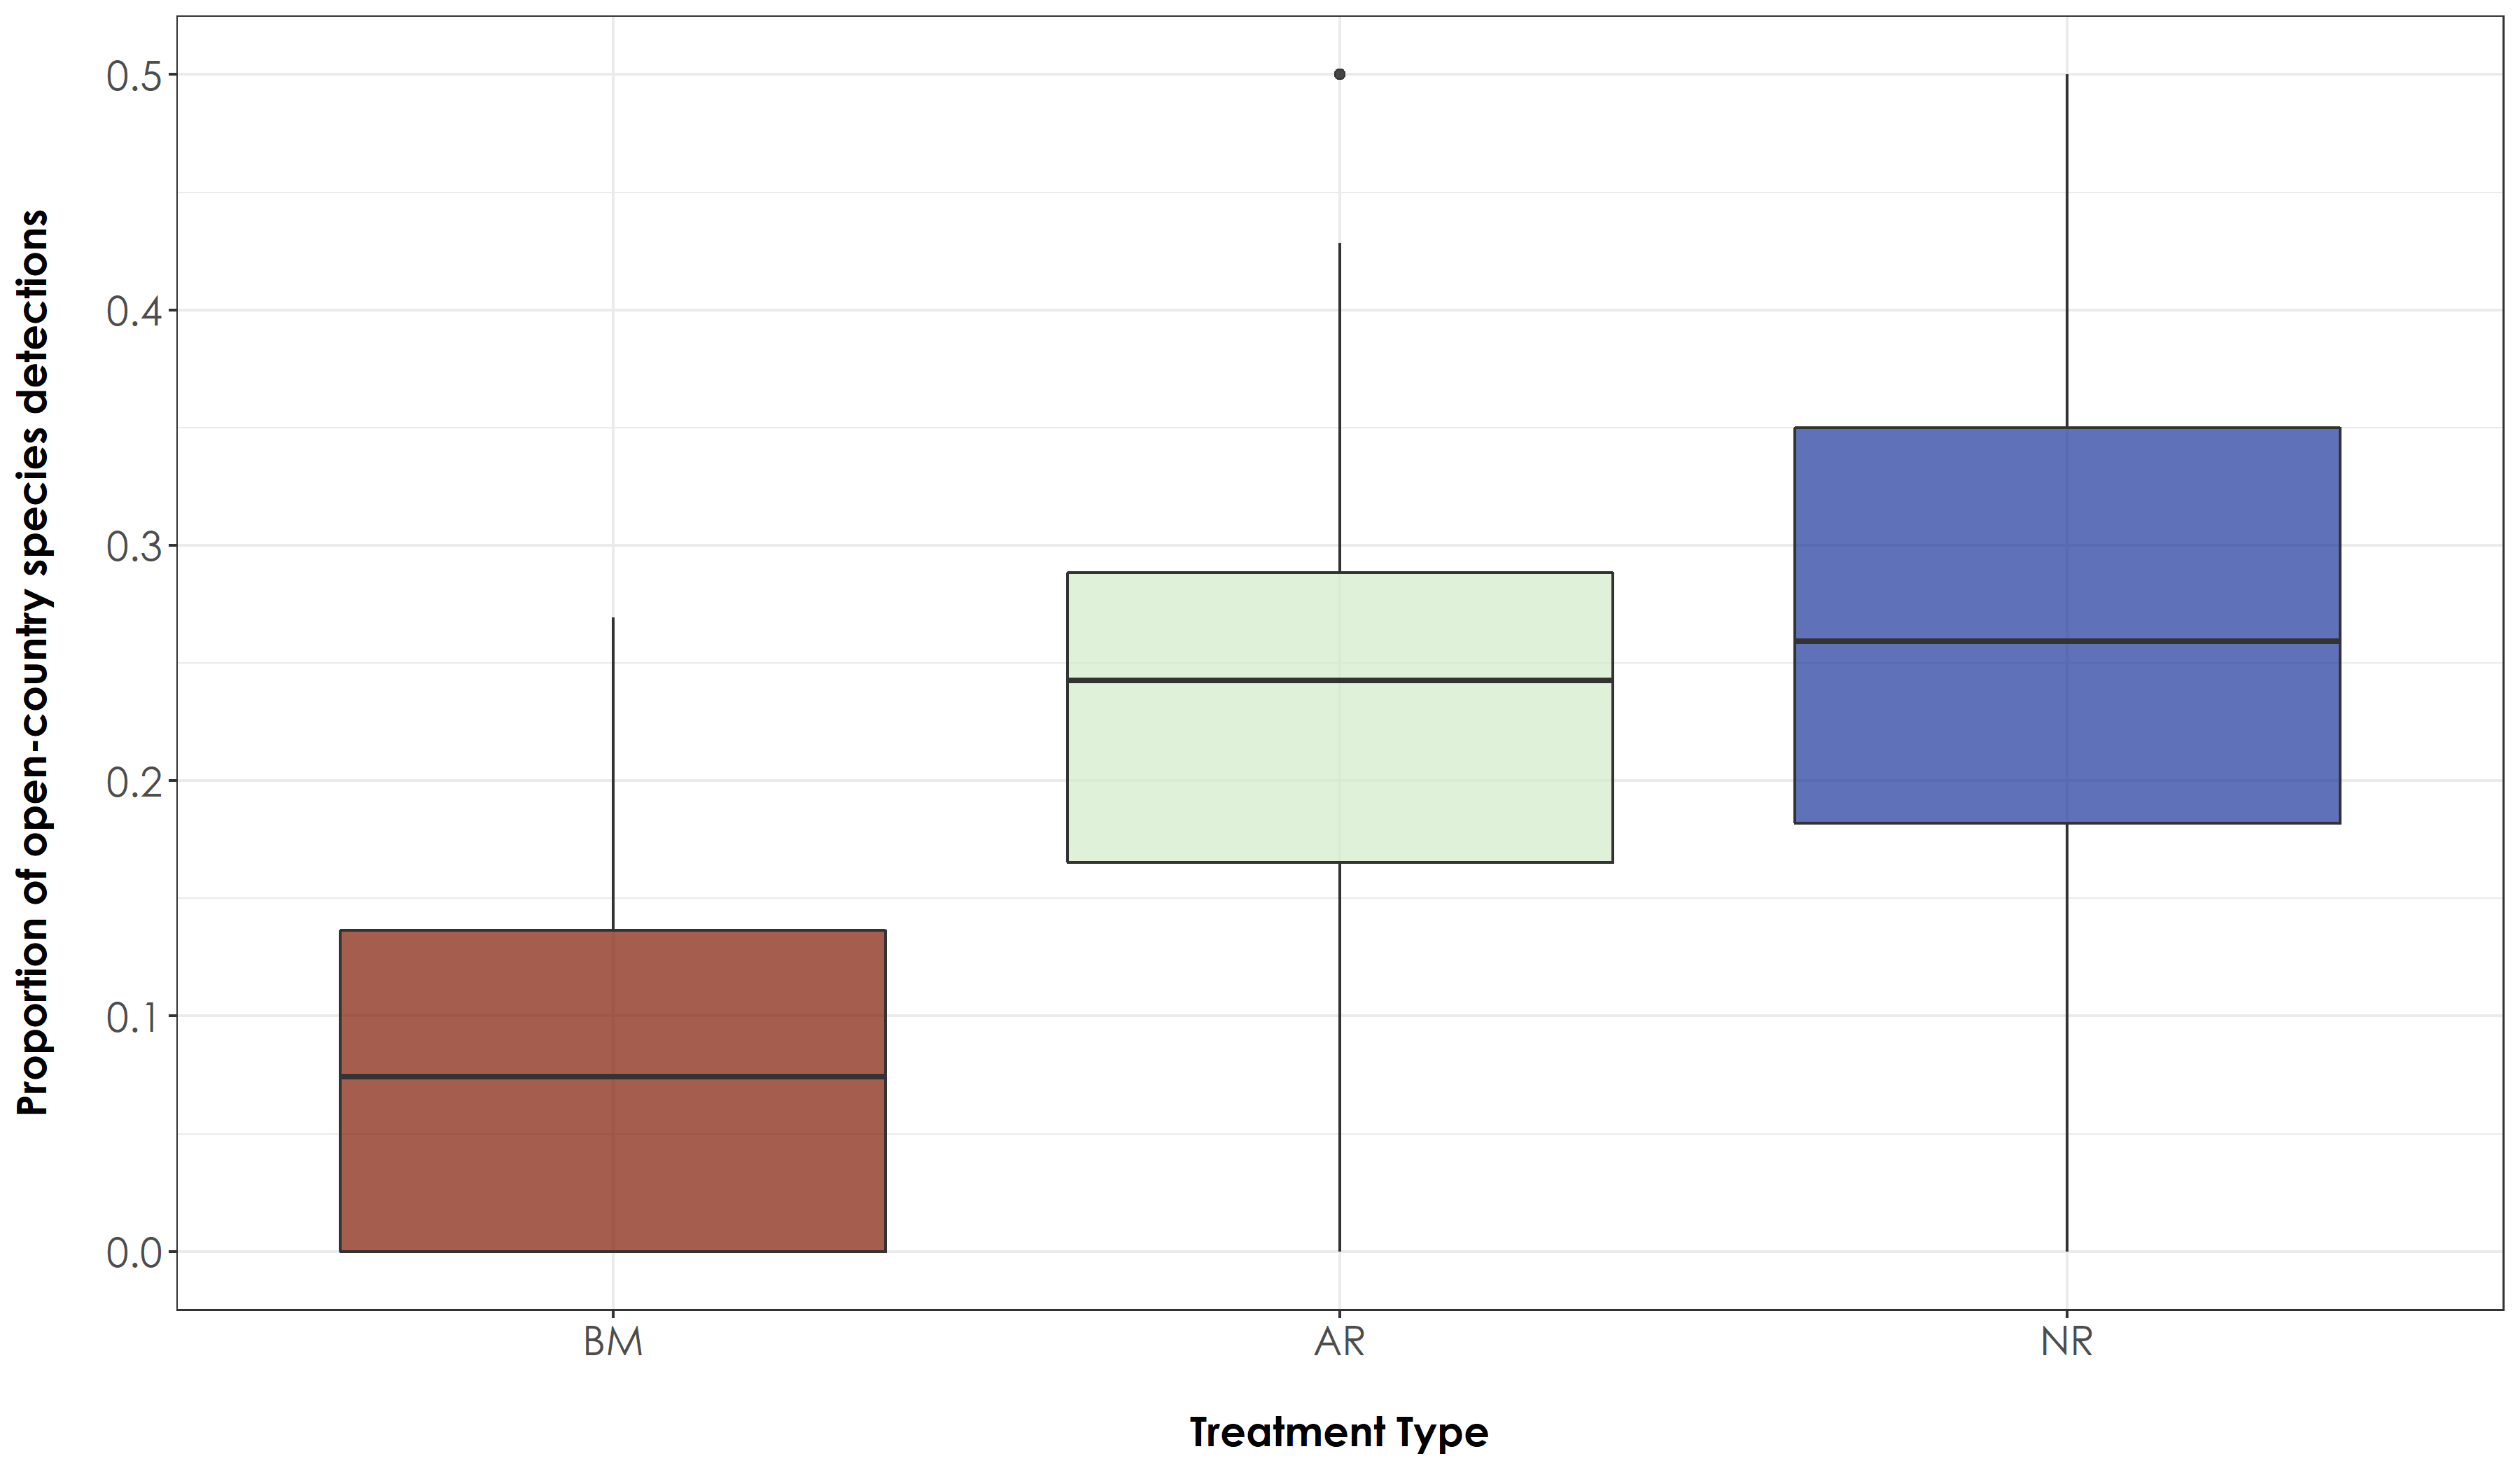 Proportion of open-country species detections
0.5
0.4
0.3
0.2
0.1
0.0
BM AR NR
Treatment Type